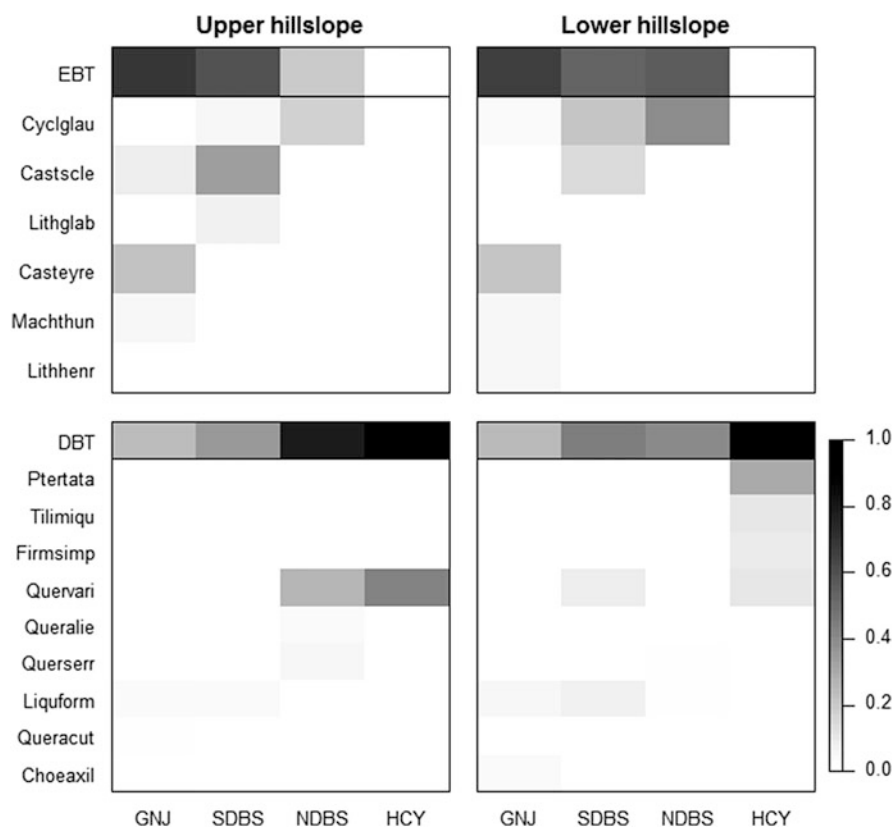 Upper hillslope Lower hillslope
EBT
Cyclglau
Castscle
Lithglab
Casteyre
Machthun
Lithhenr
DBT
Ptertata
Tilimiqu
Firmsimp
Quervari
Queralie
Querserr
Liquform
Queracut
Choeaxil
1.0
0.8
0.6
0.4
0.2
0.0
GNJ SDBS NDBS HCY GNJ SDBS NDBS HCY